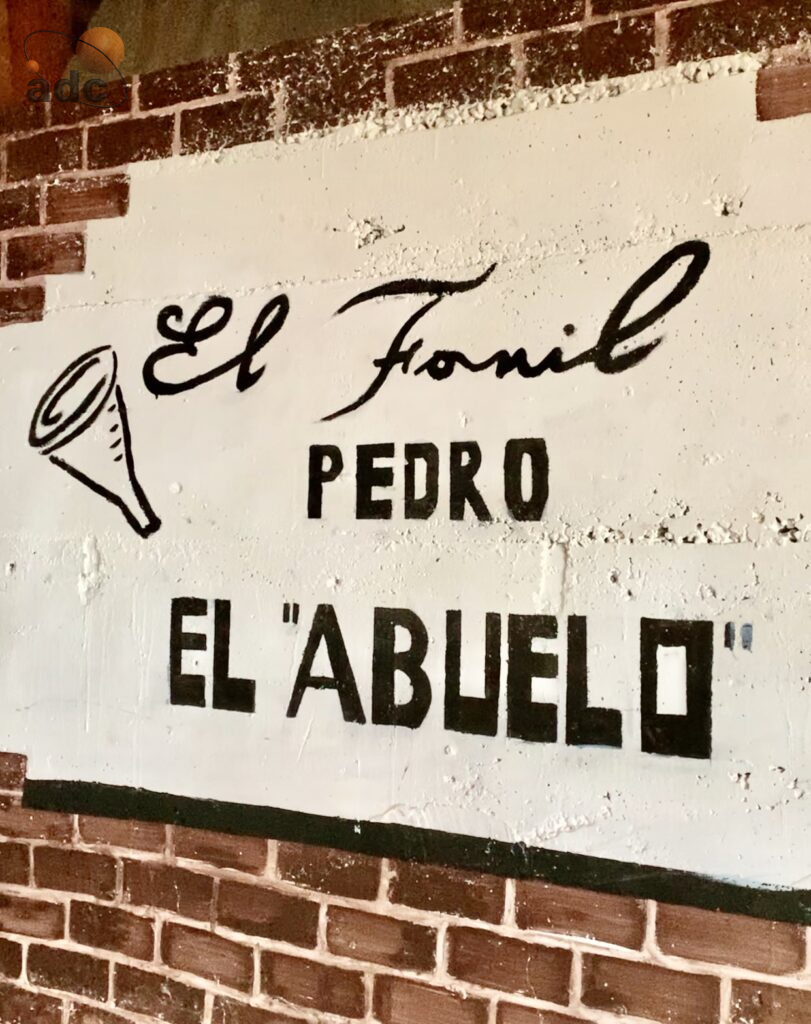 adc
El Fonil
PEDRO
EL "ABUELO"